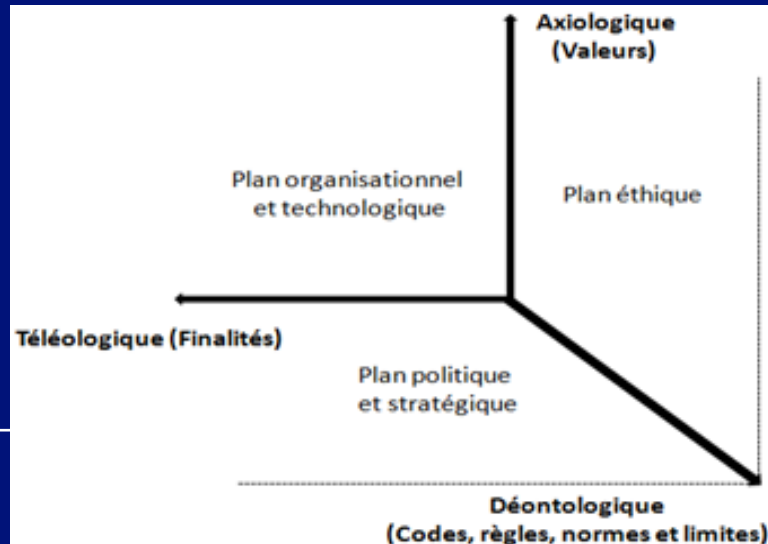 Axiologique
(Valeurs)
Plan organisationnel
et technologique
Plan éthique
Téléologique (Finalités)
Plan politique
et stratégique
Déontologique
(Codes, règles, normes et limites)